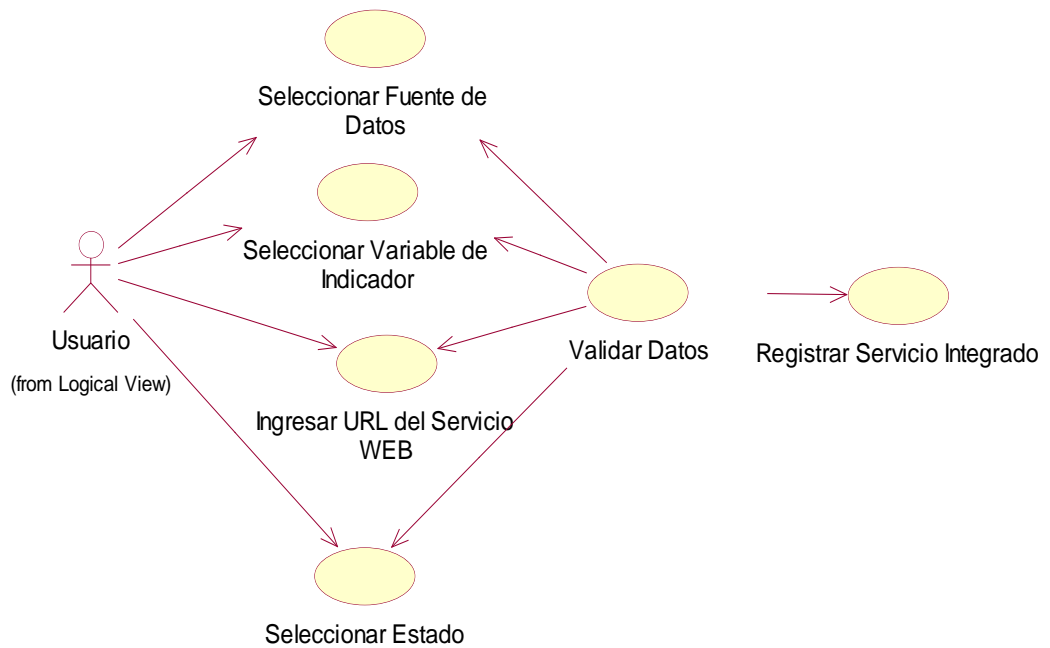 Seleccionar Fuente de
Datos
Seleccionar Variable de
Indicador
Usuario
(from Logical View)
Validar Datos
Registrar Servicio Integrado
Ingresar URL del Servicio
WEB
Seleccionar Estado